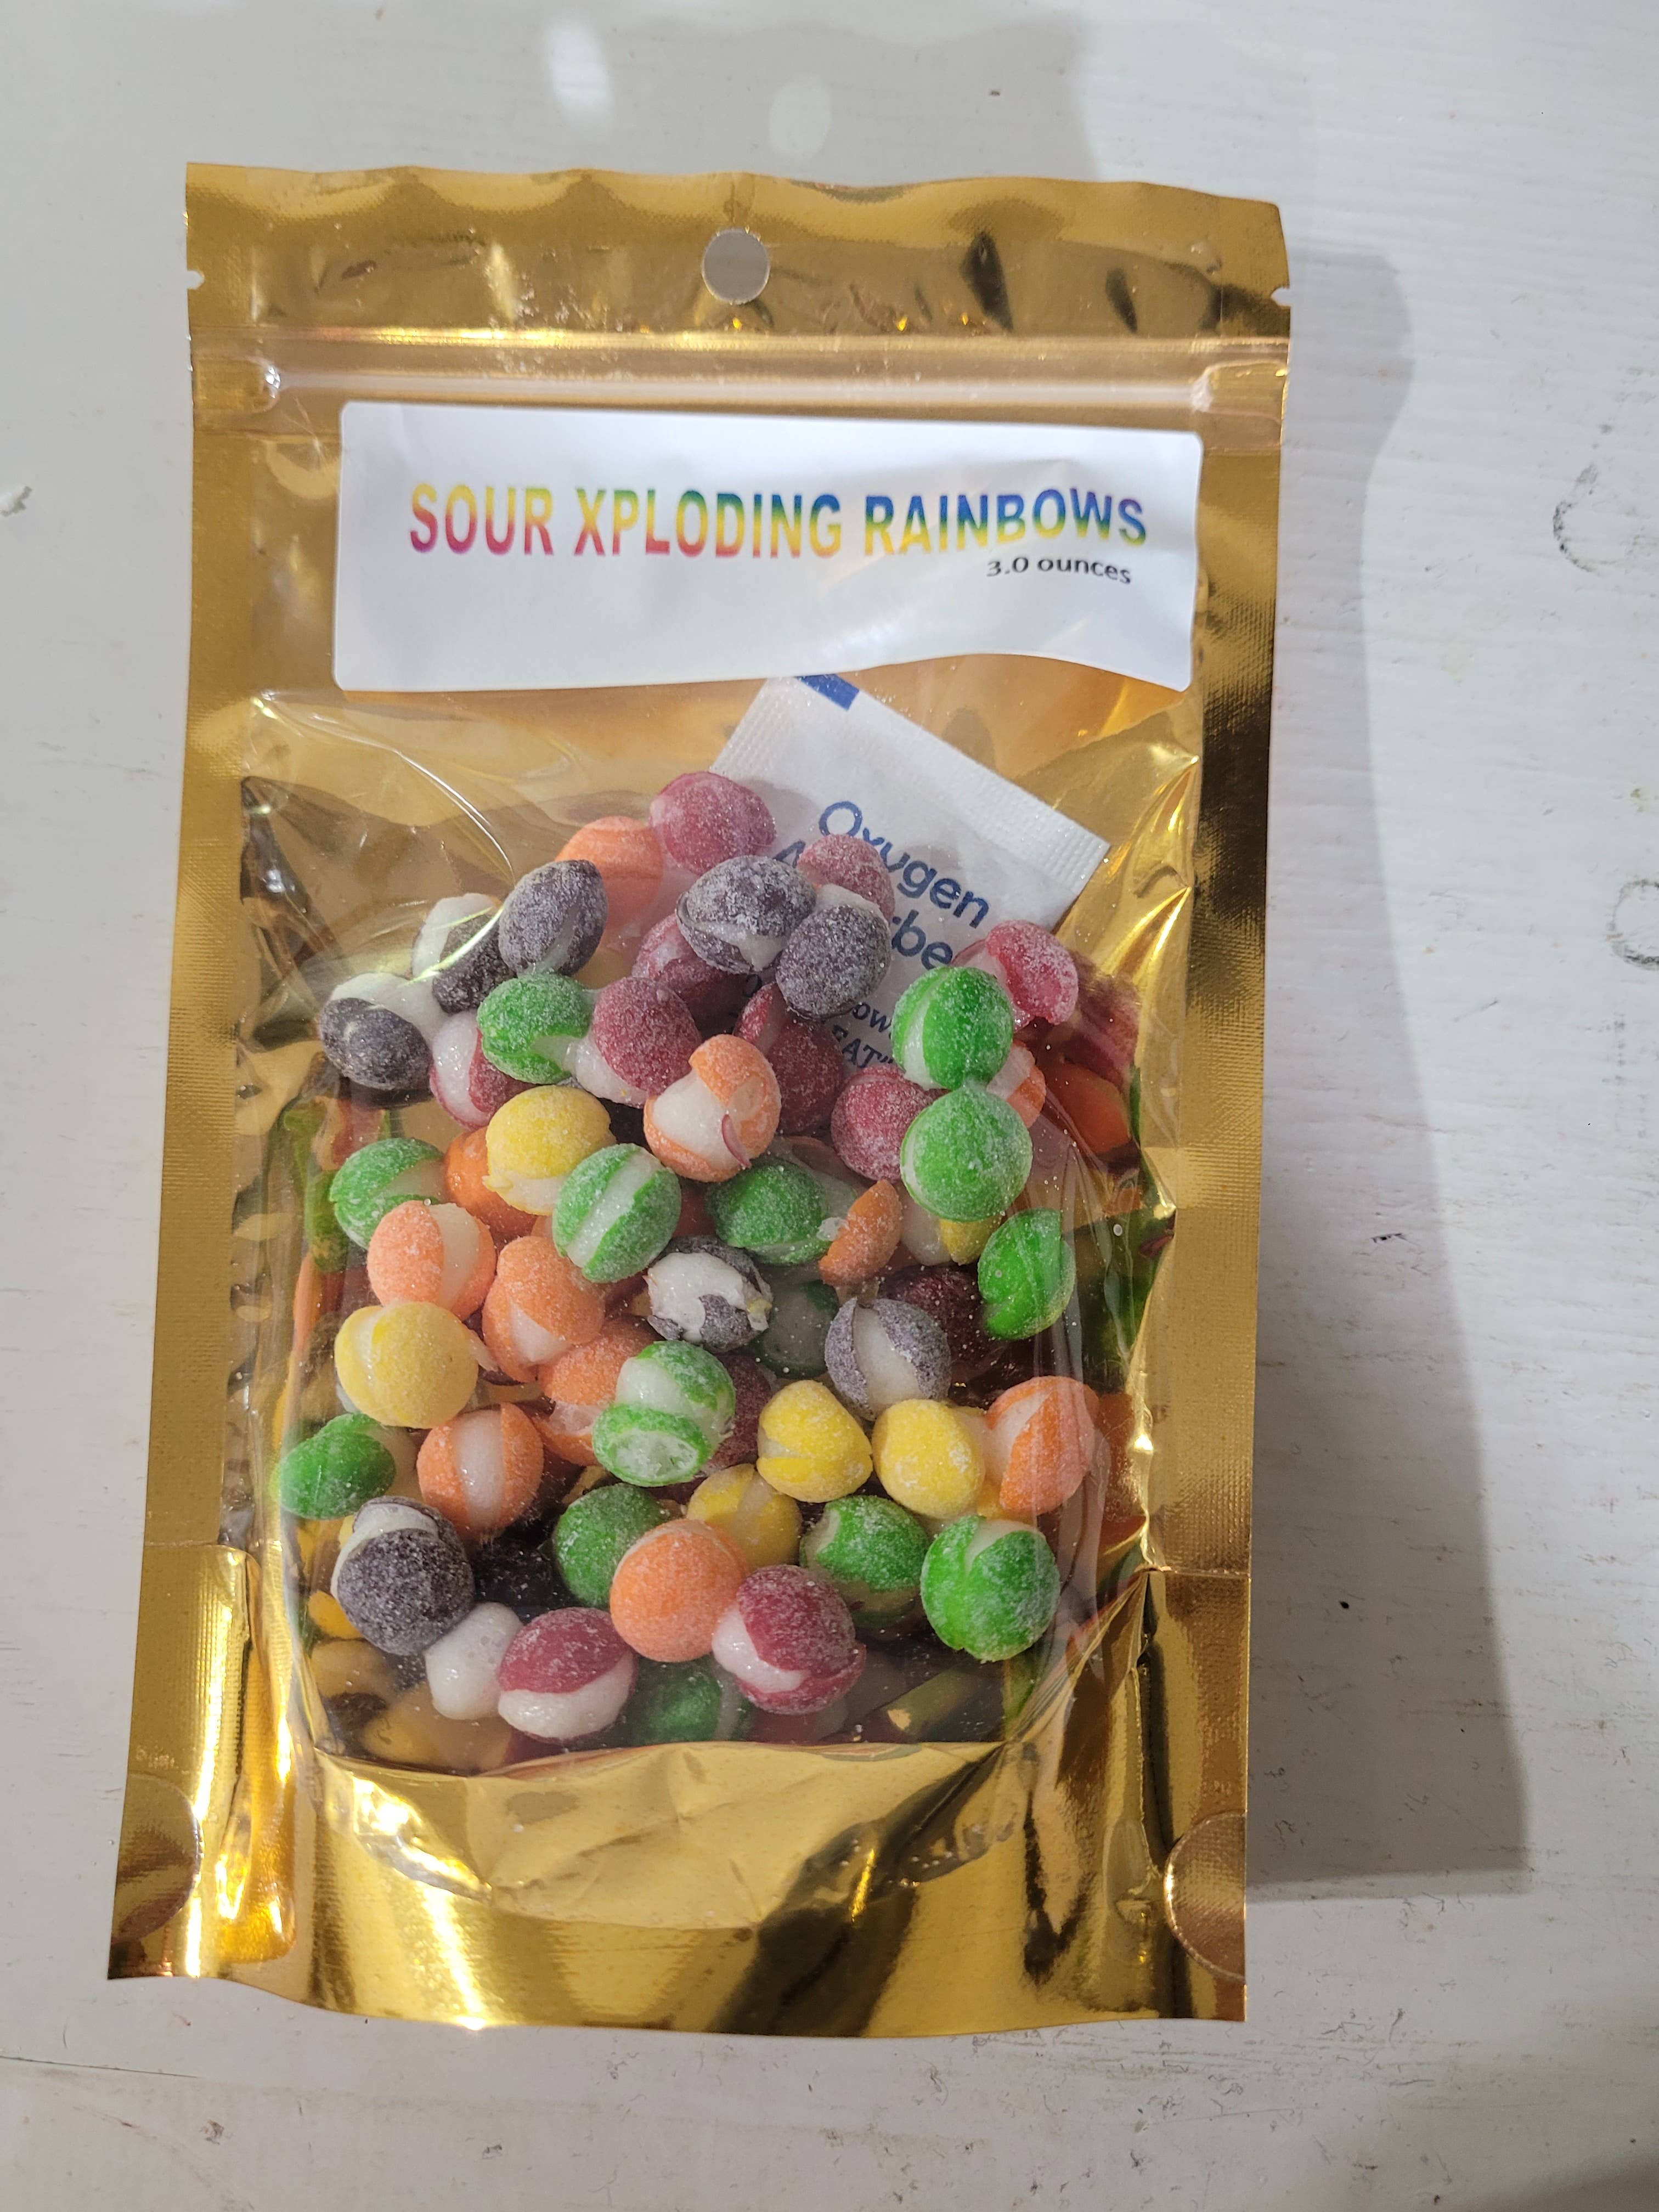 SOUR XPLODING RAINBOWS
3.0 ounces
Oxygen